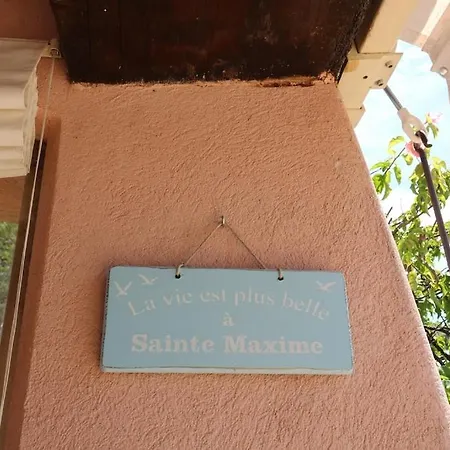 La vie est plus belle
à
Sainte Maxime